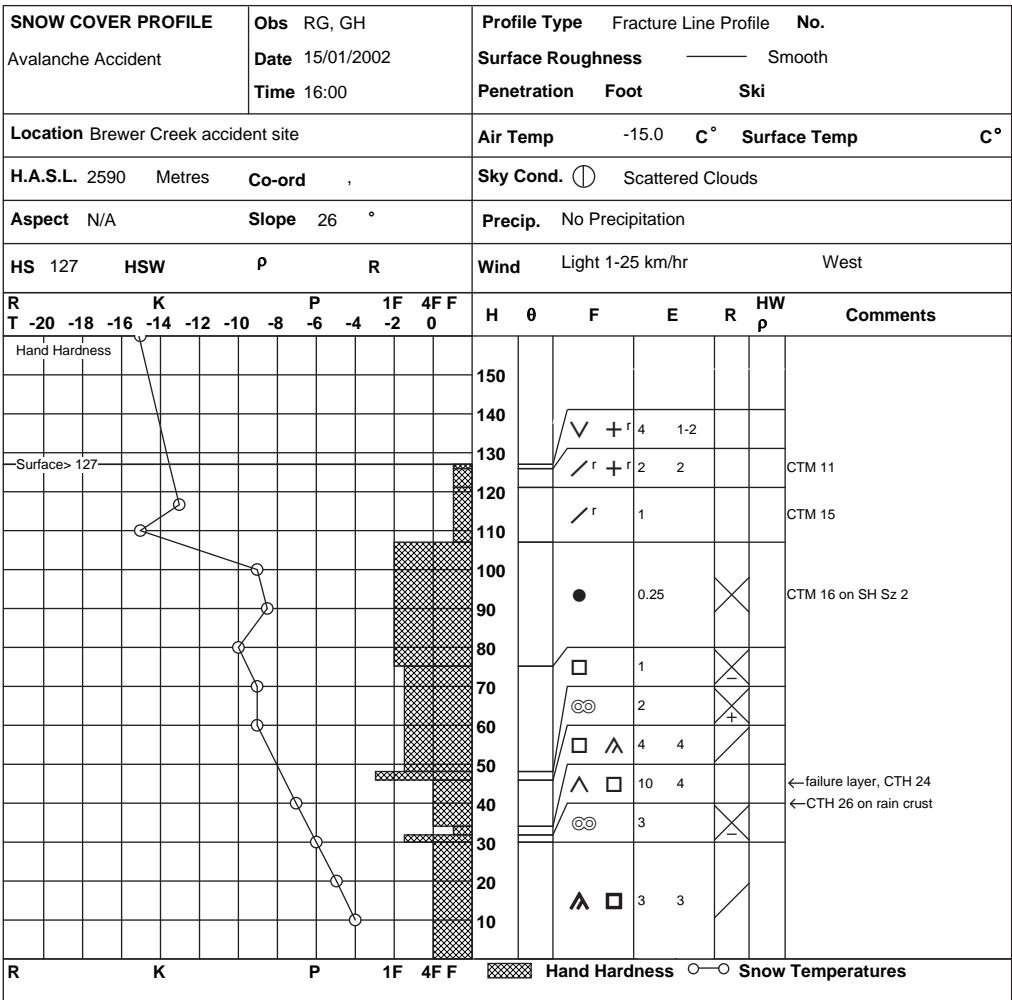 SNOW COVER PROFILE
Avalanche Accident
Obs RG, GH
Date 15/01/2002
Time 16:00
Profile Type Fracture Line Profile No.
Surface Roughness Smooth
Penetration Foot Ski
Location Brewer Creek accident site
Air Temp -15.0 C° Surface Temp C°
H.A.S.L. 2590 Metres Co-ord ,
Sky Cond. Scattered Clouds
Aspect N/A Slope 26 °
Precip. No Precipitation
HS 127 HSW ρ R
Wind Light 1-25 km/hr West
R K P 1F 4F F
T -20 -18 -16 -14 -12 -10 -8 -6 -4 -2 0
H θ F E R HW ρ Comments
Hand Hardness
150
140
r 4 1-2
130
Surface> 127
r r 2 2 CTM 11
120
r 1 CTM 15
110
100
0.25 CTM 16 on SH Sz 2
90
80
1
70
2
60
4 4
50
10 4 failure layer, CTH 24
40
CTH 26 on rain crust
3
30
20
3 3
10
R K P 1F 4F F
Hand Hardness Snow Temperatures